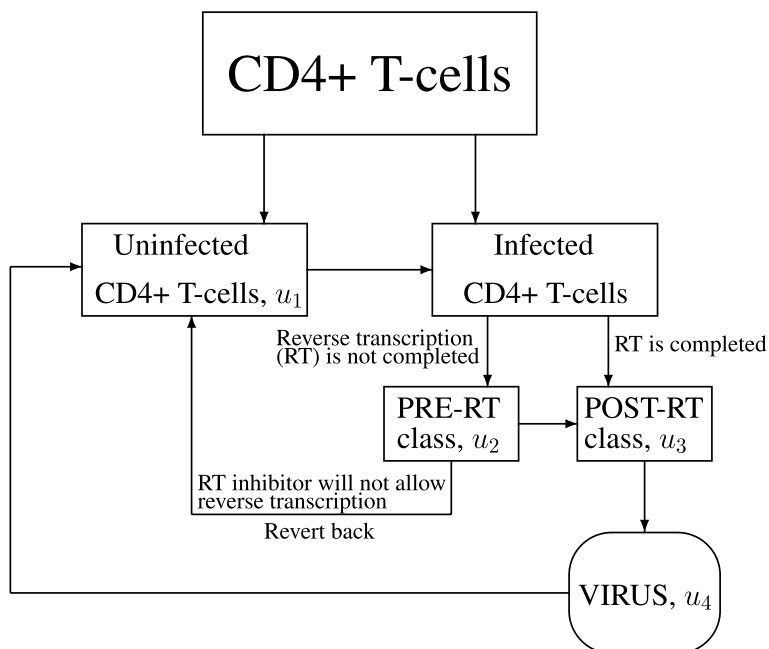 CD4+ T-cells
Uninfected
CD4+ T-cells, u₁
Infected
CD4+ T-cells
Reverse transcription
(RT) is not completed
RT is completed
PRE-RT
class, u₂
POST-RT
class, u₃
RT inhibitor will not allow
reverse transcription
Revert back
VIRUS, u₄